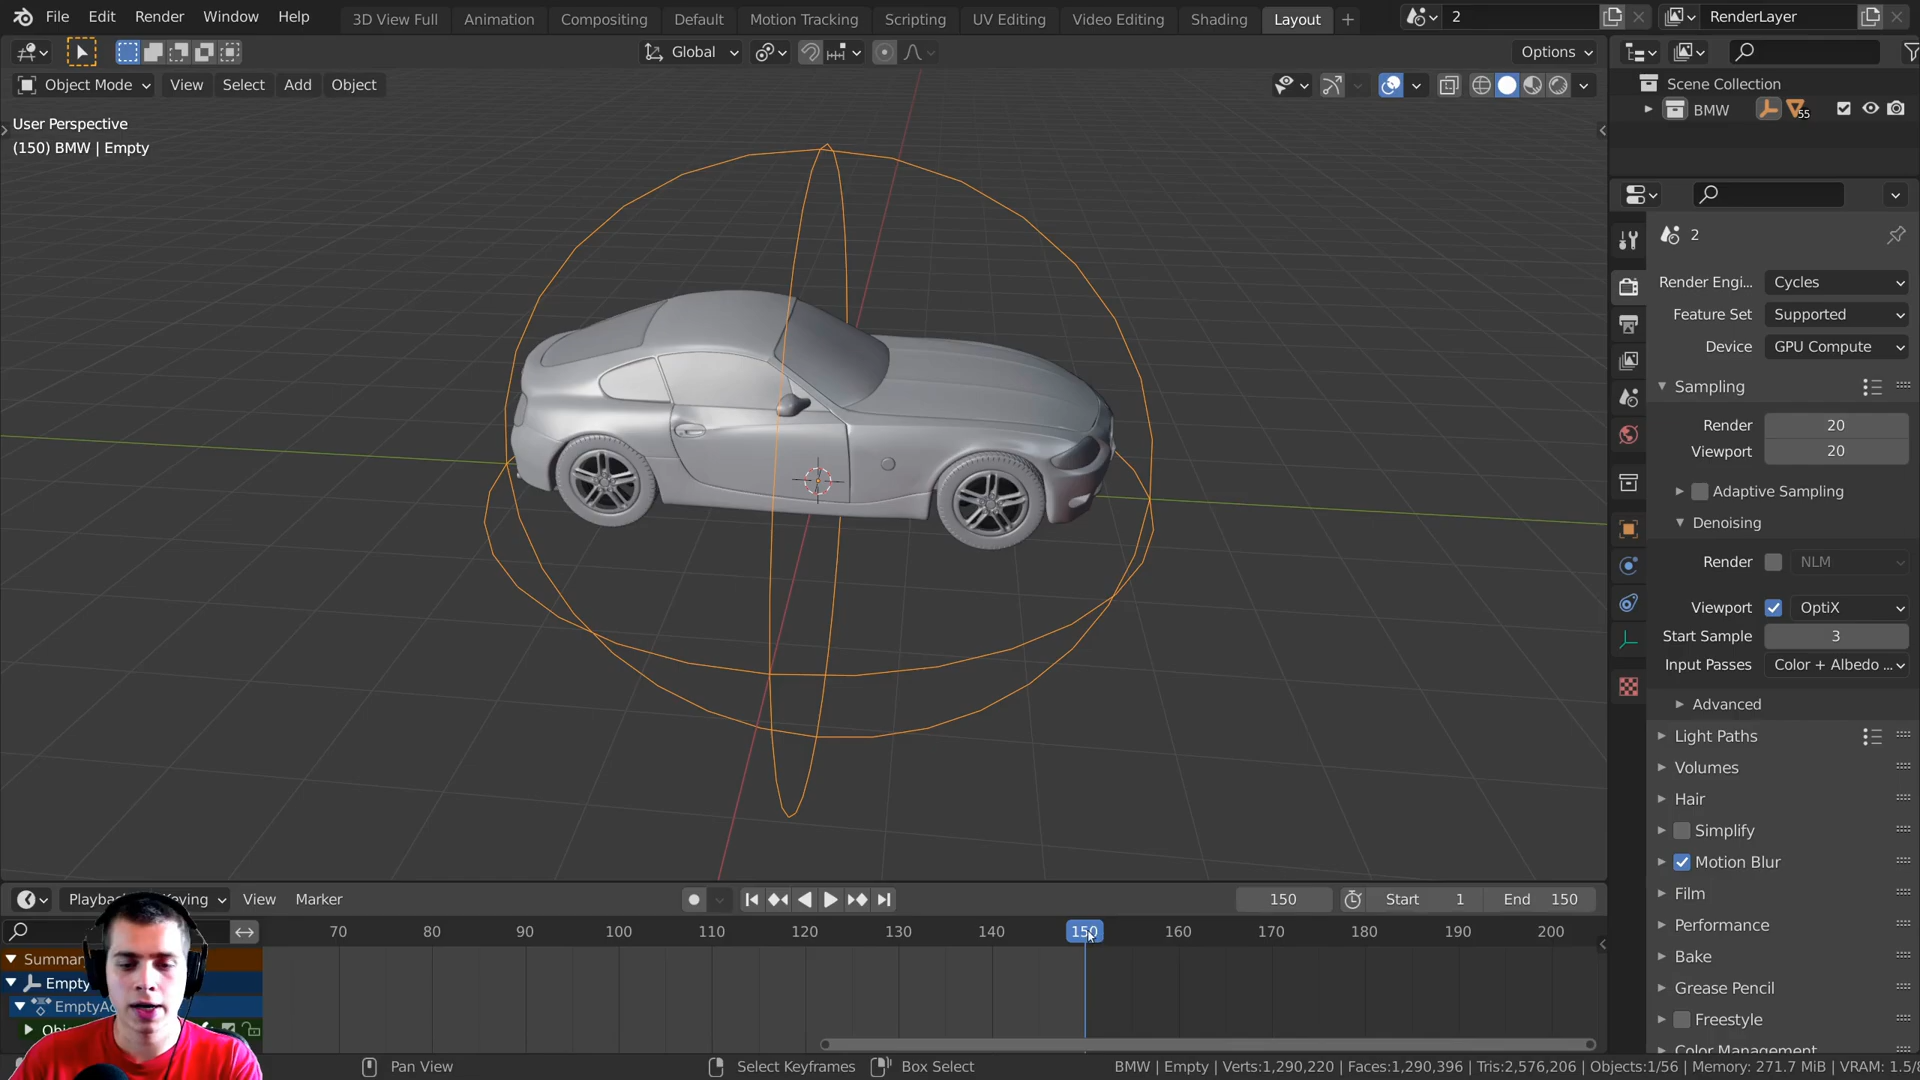 File Edit Render Window Help 3D View Full Animation Compositing Default Motion Tracking Scripting UV Editing Video Editing Shading Layout + 2 RenderLayer
Global Options
Object Mode View Select Add Object
User Perspective
(150) BMW | Empty
Scene Collection
BMW 55
2
Render Engi... Cycles
Feature Set Supported
Device GPU Compute
Sampling
Render 20
Viewport 20
Adaptive Sampling
Denoising
Render NLM
Viewport OptiX
Start Sample 3
Input Passes Color + Albedo ...
Advanced
Light Paths
Volumes
Hair
Simplify
Motion Blur
Film
Performance
Bake
Grease Pencil
Freestyle
Color Management
View Marker 150 Start 1 End 150
70 80 90 100 110 120 130 140 150 160 170 180 190 200
Empty
Pan View Select Keyframes Box Select BMW | Empty | Verts:1,290,220 | Faces:1,290,396 | Tris:2,576,206 | Objects:1/56 | Memory: 271.7 MiB | VRAM: 1.5/